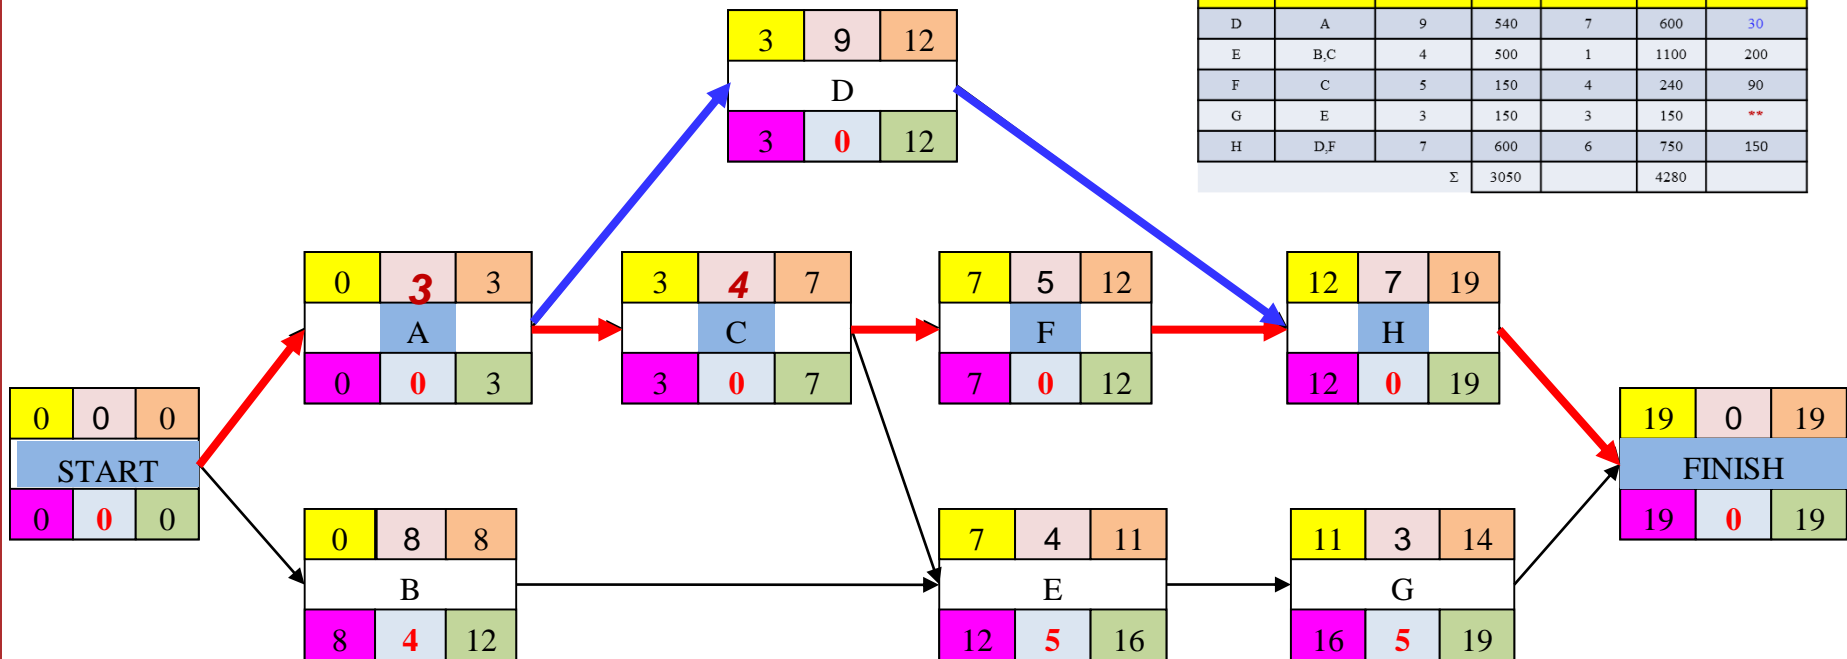 3 9 12
D
3 0 12
D A 9 540 7 600 30
E B,C 4 500 1 1100 200
F C 5 150 4 240 90
G E 3 150 3 150 **
H D,F 7 600 6 750 150
Σ 3050 4280
0 3 3
A
0 0 3
3 4 7
C
3 0 7
7 5 12
F
7 0 12
12 7 19
H
12 0 19
0 0 0
START
0 0 0
19 0 19
FINISH
19 0 19
0 8 8
B
8 4 12
7 4 11
E
12 5 16
11 3 14
G
16 5 19